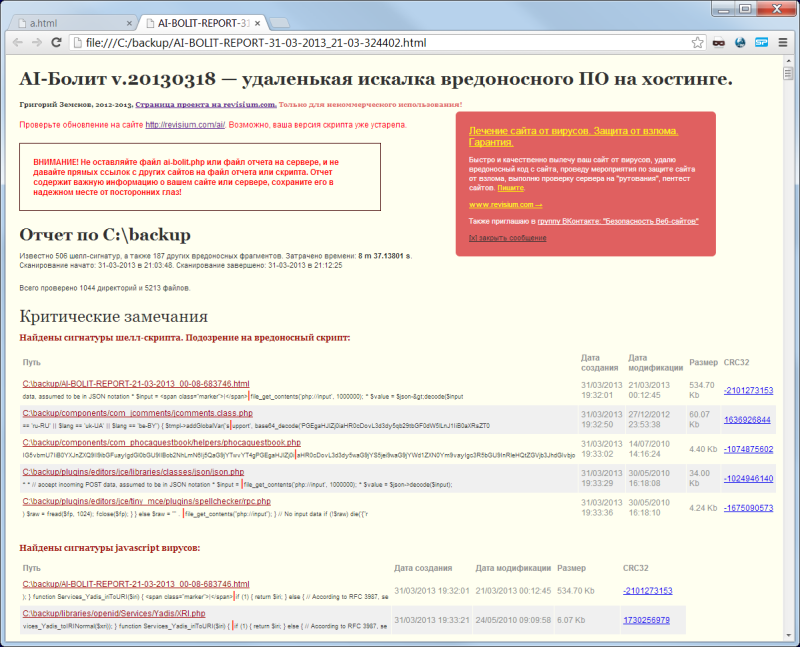 a.html
AI-BOLIT-REPORT-31
file:///C:/backup/AI-BOLIT-REPORT-31-03-2013_21-03-324402.html
AI-Болит v.20130318 — удаленькая искалка вредоносного ПО на хостинге.
Григорий Земсков, 2012-2013, Страница проекта на revisium.com. Только для некоммерческого использования!
Проверьте обновление на сайте http://revisium.com/ai/. Возможно, ваша версия скрипта уже устарела.
ВНИМАНИЕ! Не оставляйте файл ai-bolit.php или файл отчета на сервере, и не
давайте прямых ссылок с других сайтов на файл отчета или скрипта. Отчет
содержит важную информацию о вашем сайте или сервере, сохраните его в
надежном месте от посторонних глаз!
Лечение сайта от вирусов. Защита от взлома.
Гарантия.
Быстро и качественно вылечу ваш сайт от вирусов, удалю
вредоносный код с сайта, проведу мероприятия по защите сайта
от взлома, выполню проверку сервера на "рутования", пентест
сайтов. Пишите.
www.revisium.com →
Также приглашаю в группу ВКонтакте: "Безопасность Веб-сайтов"
[x] закрыть сообщение
Отчет по C:\backup
Известно 506 шелл-сигнатур, а также 187 других вредоносных фрагментов. Затрачено времени: 8 m 37.13801 s.
Сканирование начато: 31-03-2013 в 21:03:48. Сканирование завершено: 31-03-2013 в 21:12:25
Всего проверено 1044 директорий и 5213 файлов.
Критические замечания
Найдены сигнатуры шелл-скрипта. Подозрение на вредоносный скрипт:
Путь Дата создания Дата модификации Размер CRC32
C:\backup/AI-BOLIT-REPORT-21-03-2013_00-08-683746.html 31/03/2013 19:32:01 21/03/2013 00:12:45 534.70 Kb -2101273153
data, assumed to be in JSON notation * $input = <span class="marker">|</span> file_get_contents('php://input', 1000000); * $value = $json-&gt;decode($input
C:\backup/components/com_jcomments/jcomments.class.php 31/03/2013 19:32:50 27/12/2012 23:53:38 60.07 Kb 1636926844
== 'ru-RU' || $lang == 'uk-UA' || $lang == 'be-BY') { $tmpl->addGlobalVar('support', base64_decode(
C:\backup/components/com_phocaguestbook/helpers/phocaguestbook.php 31/03/2013 19:33:02 14/07/2010 14:16:24 4.40 Kb -1074875602
C:\backup/plugins/editors/jce/libraries/classes/json/json.php 31/03/2013 19:33:29 18/05/2008 16:18:08 34.00 Kb -1024946140
* * // accept incoming POST data, assumed to be in JSON notation * $input = file_get_contents('php://input', 1000000); * $value = $json->decode($input);
C:\backup/plugins/editors/jce/tiny_mce/plugins/spellchecker/rpc.php 31/03/2013 19:33:36 30/05/2010 16:18:10 4.24 Kb -1675090573
) $raw = fread($fp, 1024); fclose($fp); } } else $raw = "" . file_get_contents("php://input"); } // No input data if (!$raw) die('{"r
Найдены сигнатуры javascript вирусов:
Путь Дата создания Дата модификации Размер CRC32
C:\backup/AI-BOLIT-REPORT-21-03-2013_00-08-683746.html 31/03/2013 19:32:01 21/03/2013 00:12:45 534.70 Kb -2101273153
); } function Services_Yadis_inToURI($iri) { <span class="marker">|</span> if (1) { return $iri; } else { // According to RFC 3987, se
C:\backup/libraries/openid/Services/Yadis/XRI.php 31/03/2013 19:33:21 24/05/2010 09:09:58 6.07 Kb 1730256979
vices_Yadis_toIRINormal($xri)); } function Services_Yadis_inToURI($iri) { if (1) { return $iri; } else { // According to RFC 3987, se